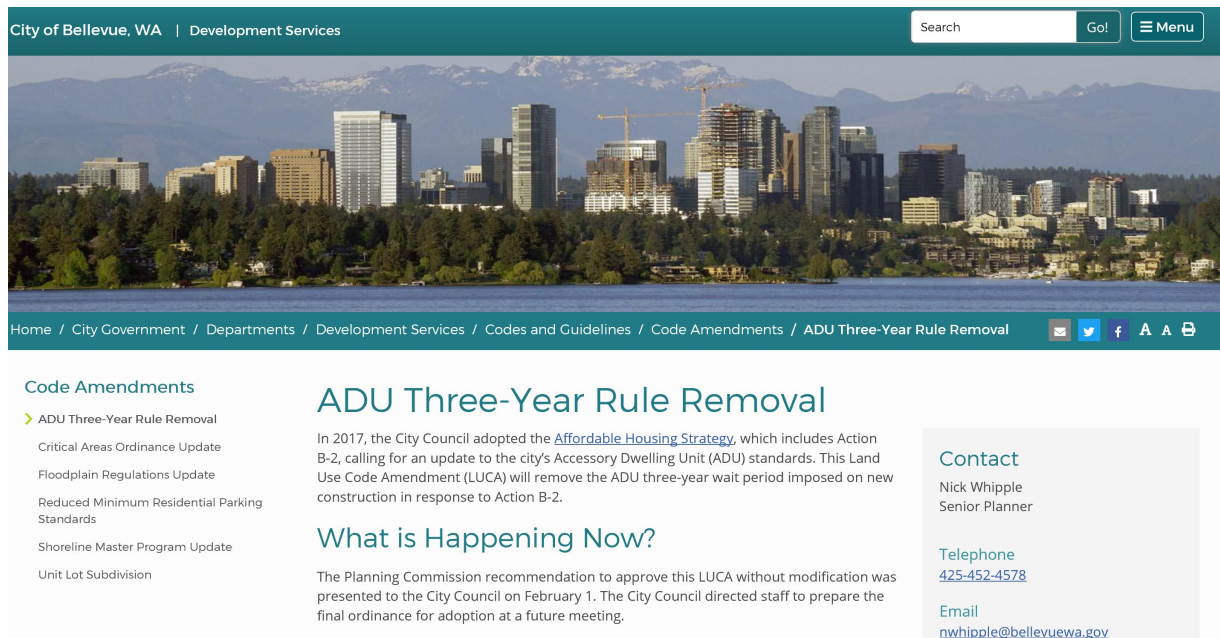 City of Bellevue, WA | Development Services
Search
Go!
Menu
Home / City Government / Departments / Development Services / Codes and Guidelines / Code Amendments / ADU Three-Year Rule Removal
A A
Code Amendments
ADU Three-Year Rule Removal
Critical Areas Ordinance Update
Floodplain Regulations Update
Reduced Minimum Residential Parking
Standards
Shoreline Master Program Update
Unit Lot Subdivision
ADU Three-Year Rule Removal
In 2017, the City Council adopted the Affordable Housing Strategy, which includes Action
B-2, calling for an update to the city's Accessory Dwelling Unit (ADU) standards. This Land
Use Code Amendment (LUCA) will remove the ADU three-year wait period imposed on new
construction in response to Action B-2.
What is Happening Now?
The Planning Commission recommendation to approve this LUCA without modification was
presented to the City Council on February 1. The City Council directed staff to prepare the
final ordinance for adoption at a future meeting.
Contact
Nick Whipple
Senior Planner
Telephone
425-452-4578
Email
nwhipple@bellevuewa.gov